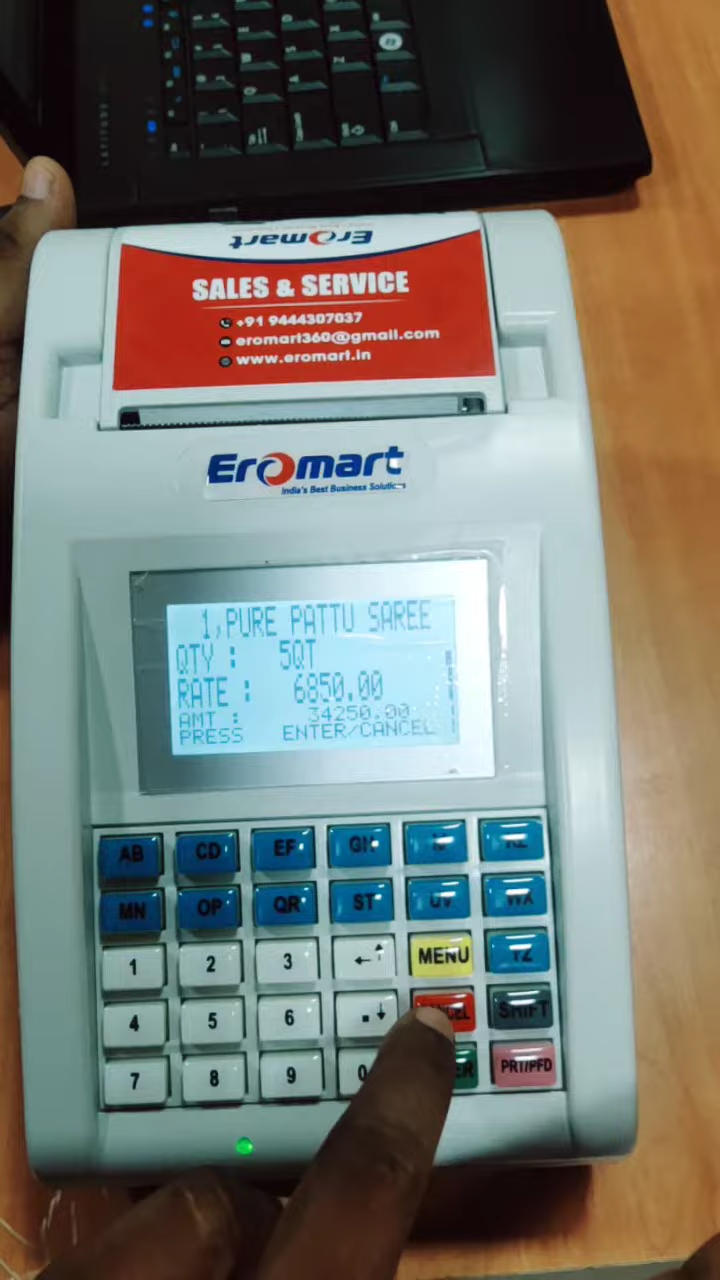 LATITUDE
Eromart
SALES & SERVICE
+91 9444307037
eromart360@gmail.com
www.eromart.in
Eromart
India's Best Business Solutions
1,PURE PATTU SAREE
QTY : 5QT
RATE : 6850.00
AMT : 34250.00
PRESS ENTER/CANCEL
AB CD EF GH
MN OP QR ST UV WX
1 2 3 ← MENU YZ
4 5 6 . ↓ SHIFT
7 8 9 0 PRT/PFD